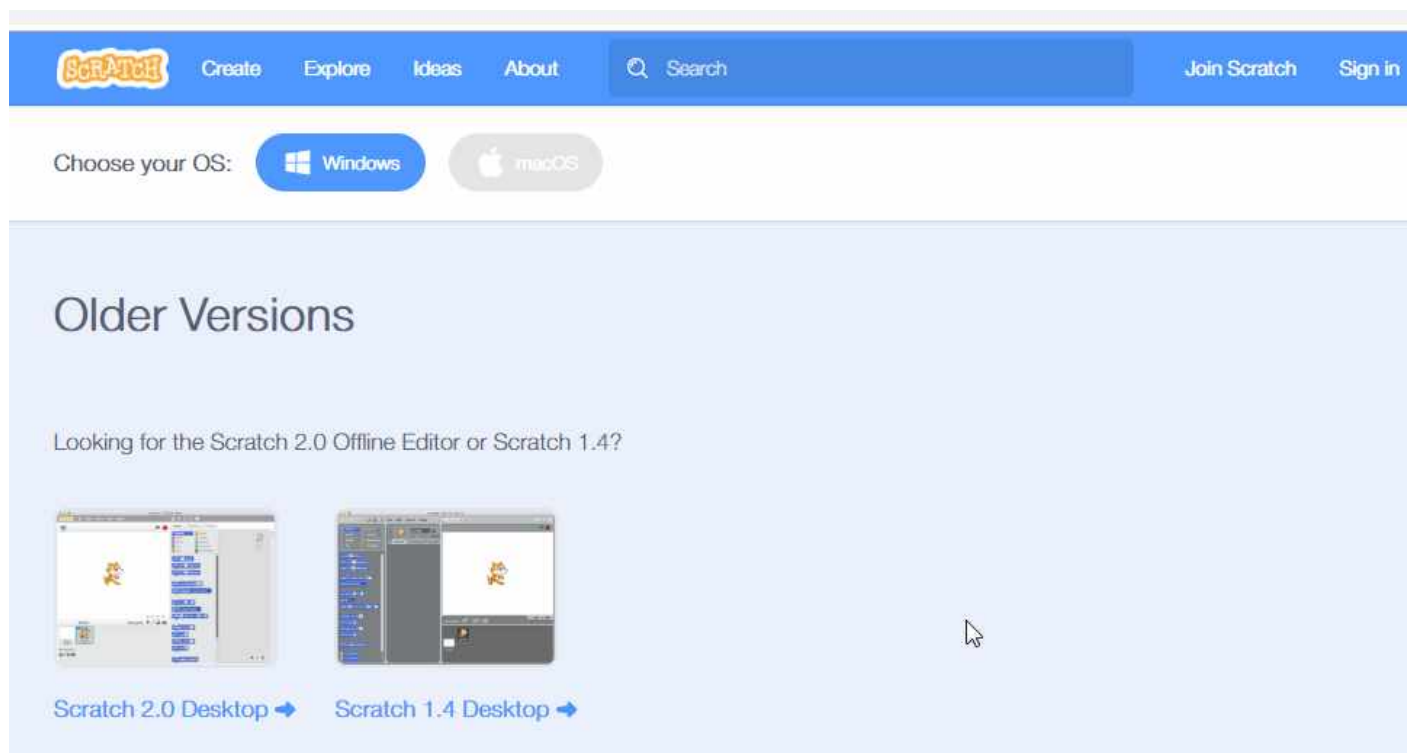 SCRATCH Create Explore Ideas About Search Join Scratch Sign in
Choose your OS: Windows macOS
Older Versions
Looking for the Scratch 2.0 Offline Editor or Scratch 1.4?
Scratch 2.0 Desktop Scratch 1.4 Desktop